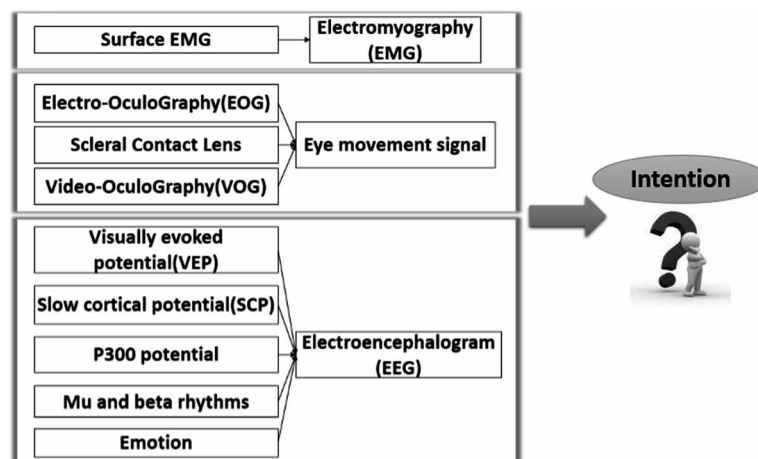 Surface EMG
Electromyography
(EMG)
Electro-OculoGraphy(EOG)
Scleral Contact Lens
Video-OculoGraphy(VOG)
Eye movement signal
Visually evoked
potential(VEP)
Slow cortical potential(SCP)
P300 potential
Mu and beta rhythms
Emotion
Electroencephalogram
(EEG)
Intention
?